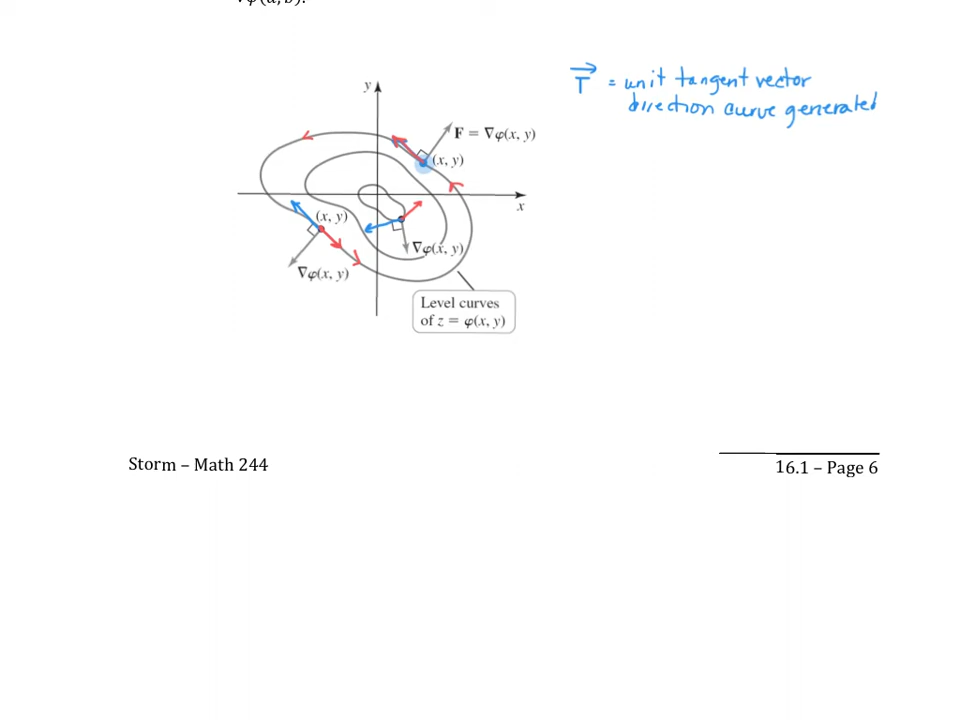 ∇φ(a, b).
T⃗ = unit tangent vector
direction curve generated
y
F = ∇φ(x, y)
(x, y)
x
(x, y)
∇φ(x, y)
∇φ(x, y)
Level curves
of z = φ(x, y)
Storm – Math 244
16.1 – Page 6